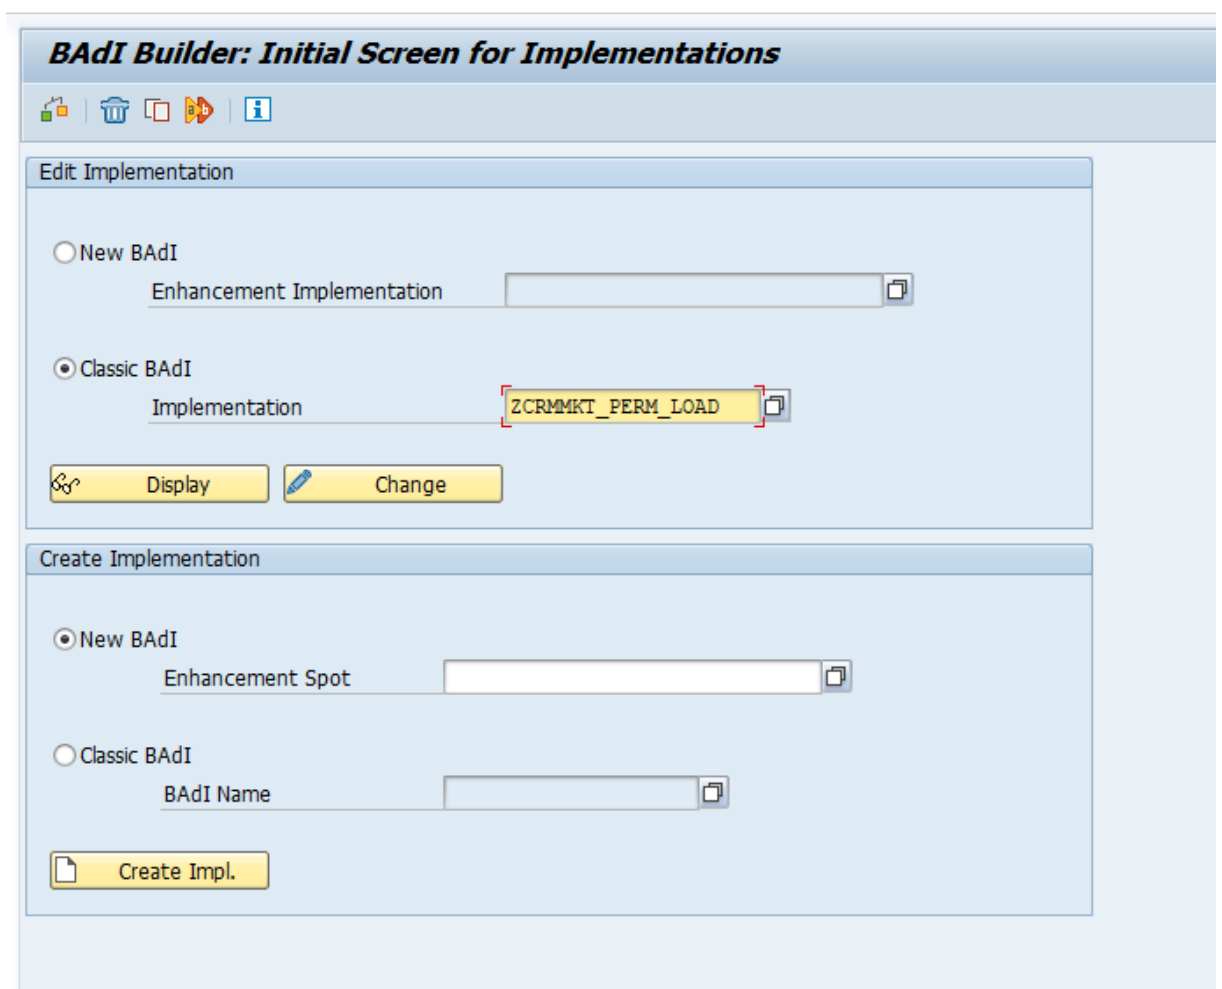 BAdI Builder: Initial Screen for Implementations
Edit Implementation
New BAdI
Enhancement Implementation
Classic BAdI
Implementation ZCRMMKT_PERM_LOAD
Display Change
Create Implementation
New BAdI
Enhancement Spot
Classic BAdI
BAdI Name
Create Impl.